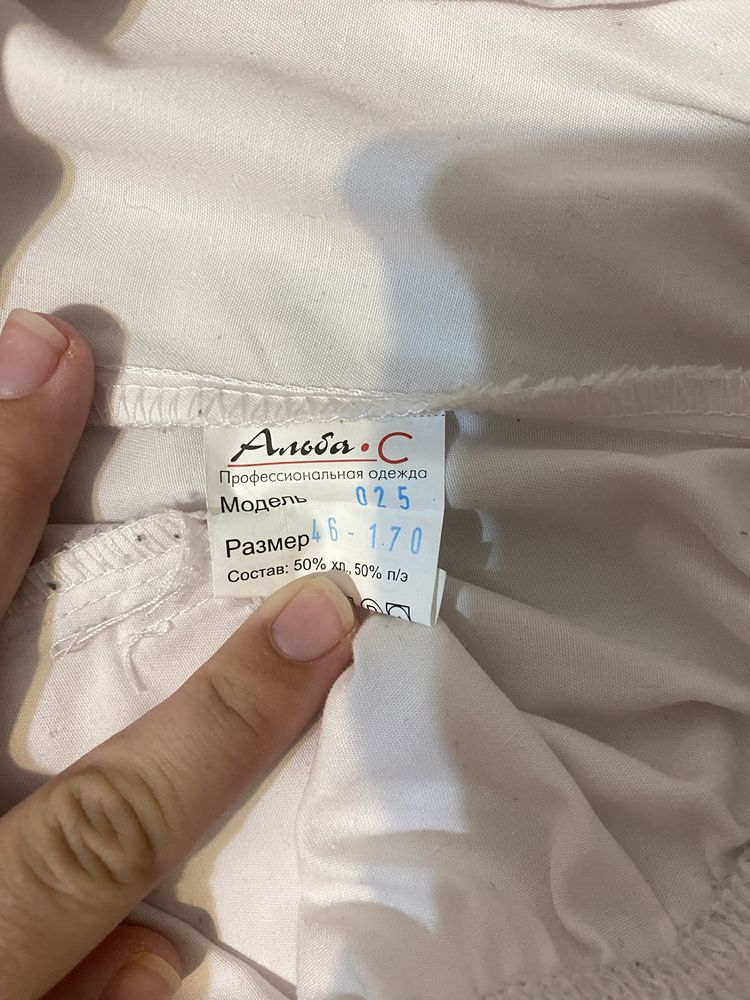 Альба • С
Профессиональная одежда
Модель 025
Размер 46-170
Состав: 50% хл., 50% п/э